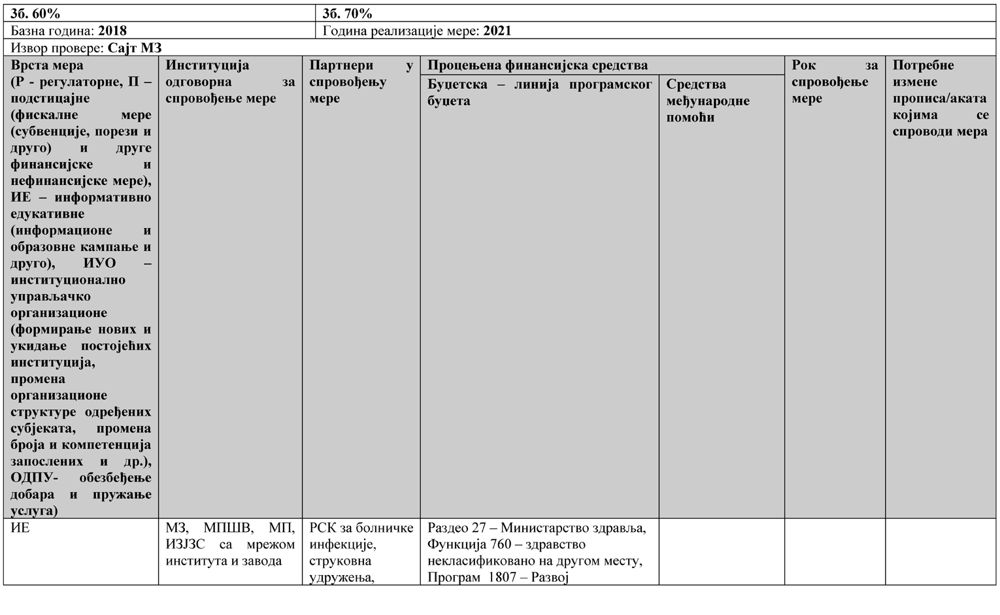 3б. 60%
3б. 70%
Базна година: 2018
Година реализације мере: 2021
Извор провере: Сајт МЗ
Врста мера
(Р - регулаторне, П –
подстицајне
(фискалне мере
(субвенције, порези и
друго) и друге
финансијске и
нефинансијске мере),
ИЕ – информативно
едукативне
(информационе и
образовне кампање и
друго), ИУО –
институционално
управљачко
организационе
(формирање нових и
укидање постојећих
институција,
промена
организационе
структуре одређених
субјеката, промена
броја и компетенција
запослених и др.),
ОДПУ- обезбеђење
добара и пружање
услуга)
Институција
одговорна за
спровођење мере
Партнери у
спровођењу
мере
Процењена финансијска средства
Буџетска – линија програмског
буџета
Средства
међународне
помоћи
Рок за
спровођење
мере
Потребне
измене
прописа/аката
којима се
спроводи мера
ИЕ
МЗ, МПШВ, МП,
ИЗЈЗС са мрежом
института и завода
РСК за болничке
инфекције,
струковна
удружења,
Раздео 27 – Министарство здравља,
Функција 760 – здравство
некласификовано на другом месту,
Програм 1807 – Развој